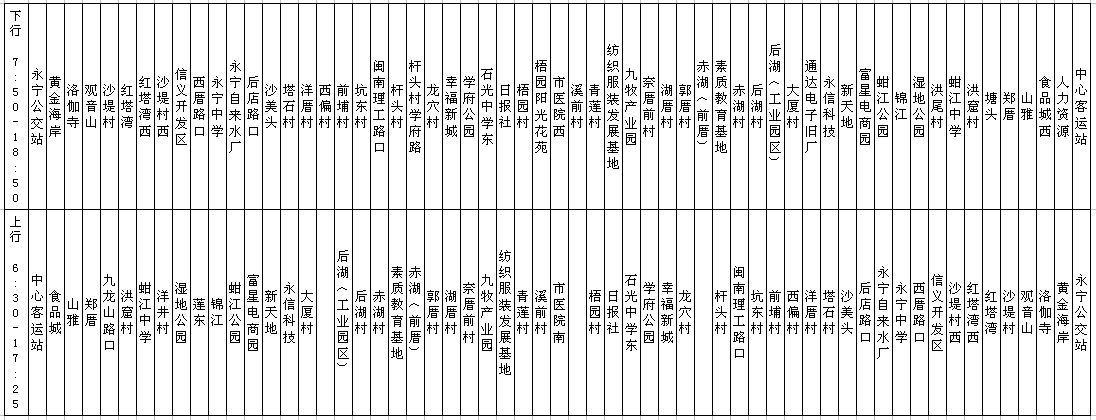 下行 7:50-18:50
永宁公交站
黄金海岸
洛伽寺
观音山
沙堤村
红塔湾
红塔湾西
沙堤村西
信义开发区
西厝路口
永宁中学
永宁自来水厂
后店路口
沙美头
塔石村
洋厝村
西偏村
前埔村
坑东村
闽南理工路口
杆头村
杆头村学府路
龙穴村
幸福新城
学府公园
石光中学东
日报社
梧园村
梧园阳光花苑
市医院西
溪前村
青莲村
纺织服装发展基地
九牧产业园
奈厝前村
湖厝村
郭厝村
赤湖(前厝)
素质教育基地
赤湖村
后湖村
后湖(工业园区)
大厦村
通达电子旧厂
永信科技
新天地
富星电商园
蚶江公园
锦江
湿地公园
洪尾村
蚶江中学
洪窟村
塘头
郑厝
山雅
食品城西
人力资源
中心客运站
上行 6:30-17:25
中心客运站
食品城
山雅
郑厝
九龙山路口
洪窟村
蚶江中学
洋井村
湿地公园
莲东
锦江
蚶江公园
富星电商园
新天地
永信科技
大厦村
后湖(工业园区)
后湖村
赤湖村
素质教育基地
赤湖(前厝)
郭厝村
湖厝村
奈厝前村
九牧产业园
纺织服装发展基地
青莲村
溪前村
市医院南
梧园村
日报社
石光中学东
学府公园
幸福新城
龙穴村
杆头村
闽南理工路口
坑东村
前埔村
西偏村
洋厝村
塔石村
沙美头
后店路口
永宁自来水厂
永宁中学
西厝路口
信义开发区
沙堤村西
红塔湾西
红塔湾
沙堤村
观音山
洛伽寺
黄金海岸
永宁公交站